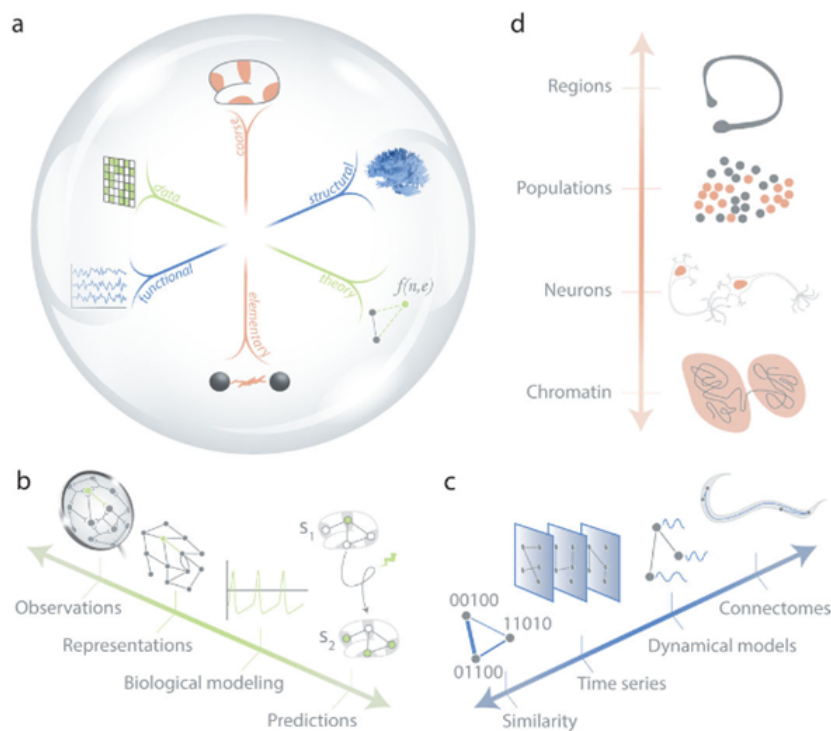 a
coarse
data
structural
functional
theory
f(n,e)
elementary
d
Regions
Populations
Neurons
Chromatin
b
S1
S2
Observations
Representations
Biological modeling
Predictions
c
00100
11010
01100
Connectomes
Dynamical models
Time series
Similarity